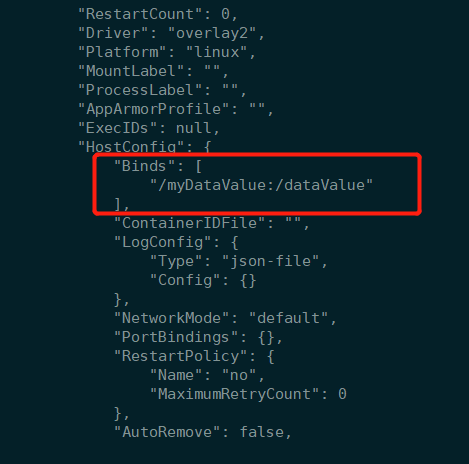 "RestartCount": 0,
"Driver": "overlay2",
"Platform": "linux",
"MountLabel": "",
"ProcessLabel": "",
"AppArmorProfile": "",
"ExecIDs": null,
"HostConfig": {
"Binds": [
"/myDataValue:/dataValue"
],
"ContainerIDFile": "",
"LogConfig": {
"Type": "json-file",
"Config": {}
},
"NetworkMode": "default",
"PortBindings": {},
"RestartPolicy": {
"Name": "no",
"MaximumRetryCount": 0
},
"AutoRemove": false,